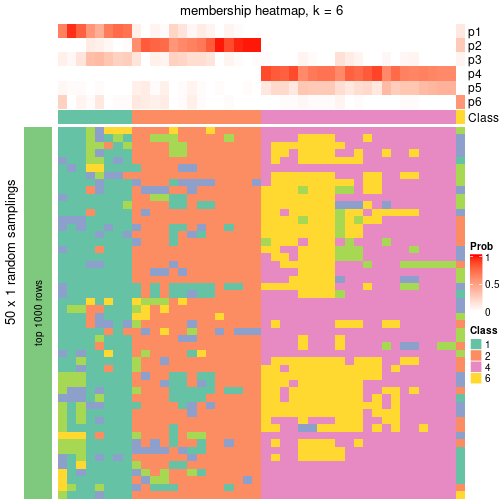 membership heatmap, k = 6
p1
p2
p3
p4
p5
p6
Class
50 x 1 random samplings
top 1000 rows
Prob
1
0.5
0
Class
1
2
4
6